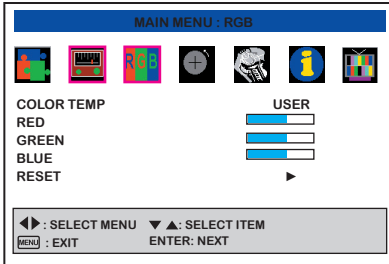 MAIN MENU : RGB
RGB
COLOR TEMP USER
RED
GREEN
BLUE
RESET ▶
◀▶ : SELECT MENU ▼ ▲: SELECT ITEM
MENU : EXIT ENTER: NEXT